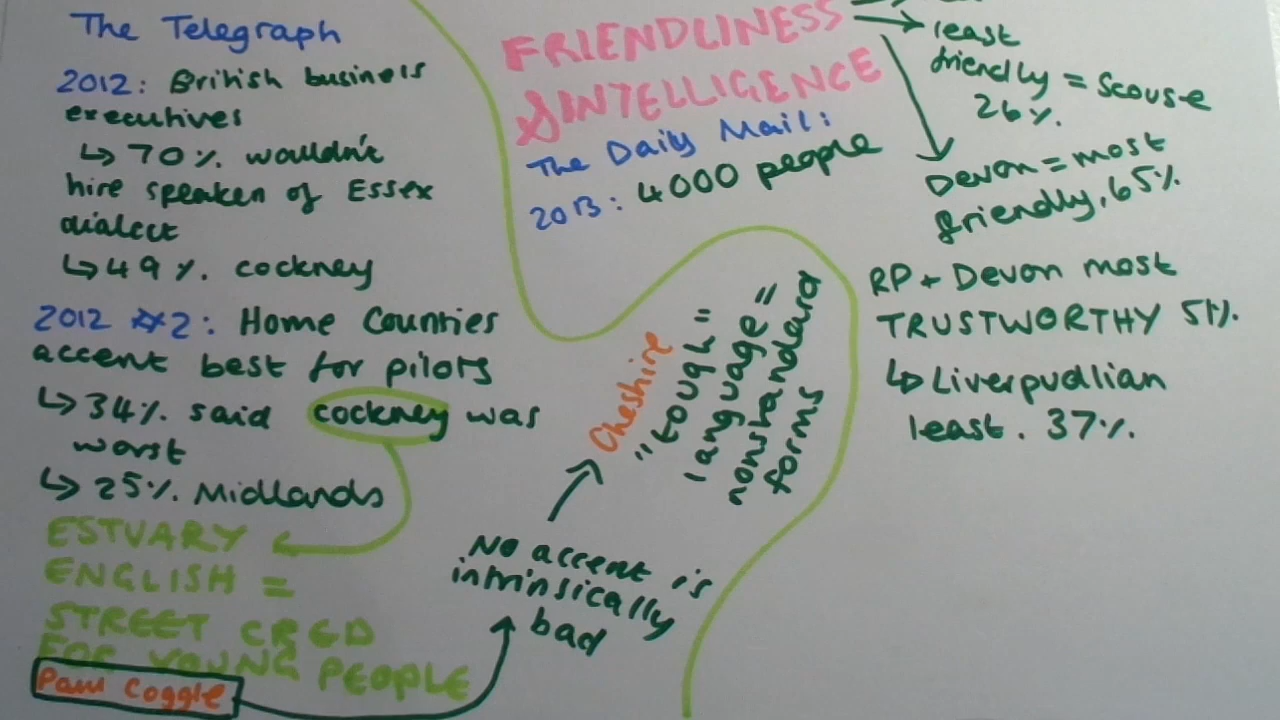 The Telegraph
2012: British business
executives
↳ 70% wouldn't
hire speaker of Essex
dialect
↳ 49% cockney
2012 #2: Home Counties
accent best for pilots
↳ 34% said cockney was
worst
↳ 25% Midlands
ESTUARY
ENGLISH =
STREET CRED
FOR YOUNG PEOPLE
Paul Coggle
No accent is
intrinsically
bad
Cheshire
"tough"
language =
nonstandard
forms
FRIENDLINESS
& INTELLIGENCE
The Daily Mail:
2013: 4000 people
least
friendly = Scouse
26%.
Devon = most
friendly, 65%
RP + Devon most
TRUSTWORTHY 51%.
↳ Liverpudlian
least. 37%.